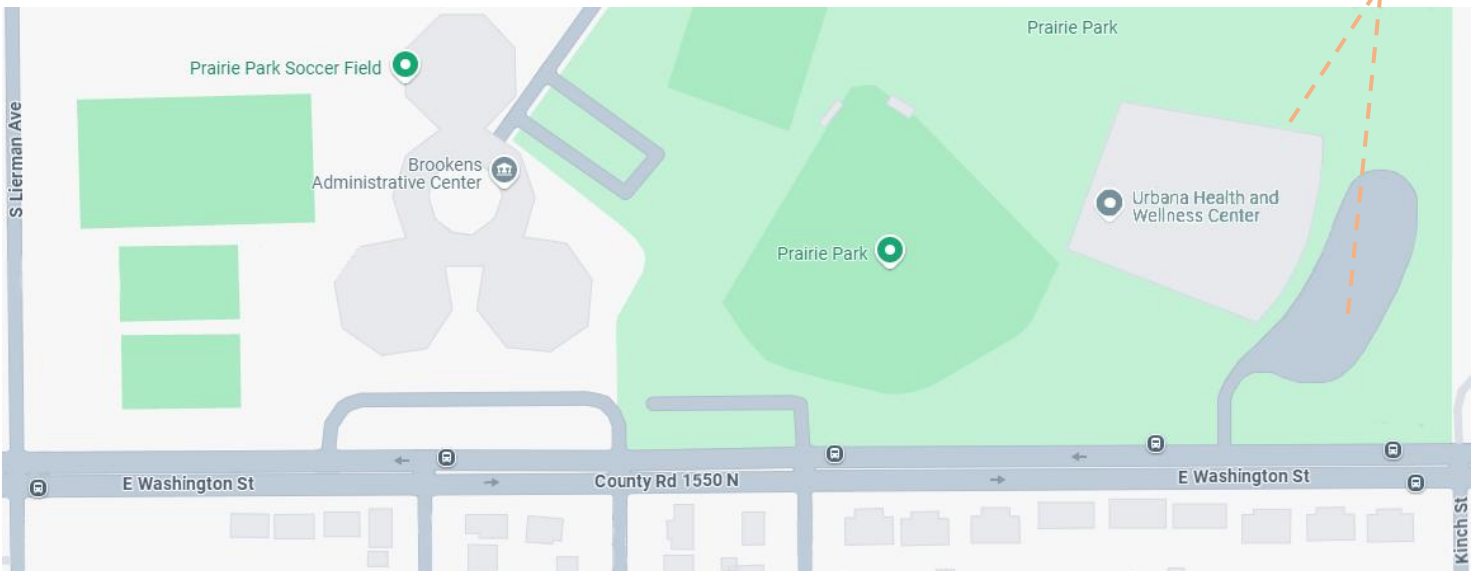 Prairie Park
Prairie Park Soccer Field
S Lierman Ave
Brookens
Administrative Center
Urbana Health and
Wellness Center
Prairie Park
E Washington St
County Rd 1550 N
E Washington St
Kinch St